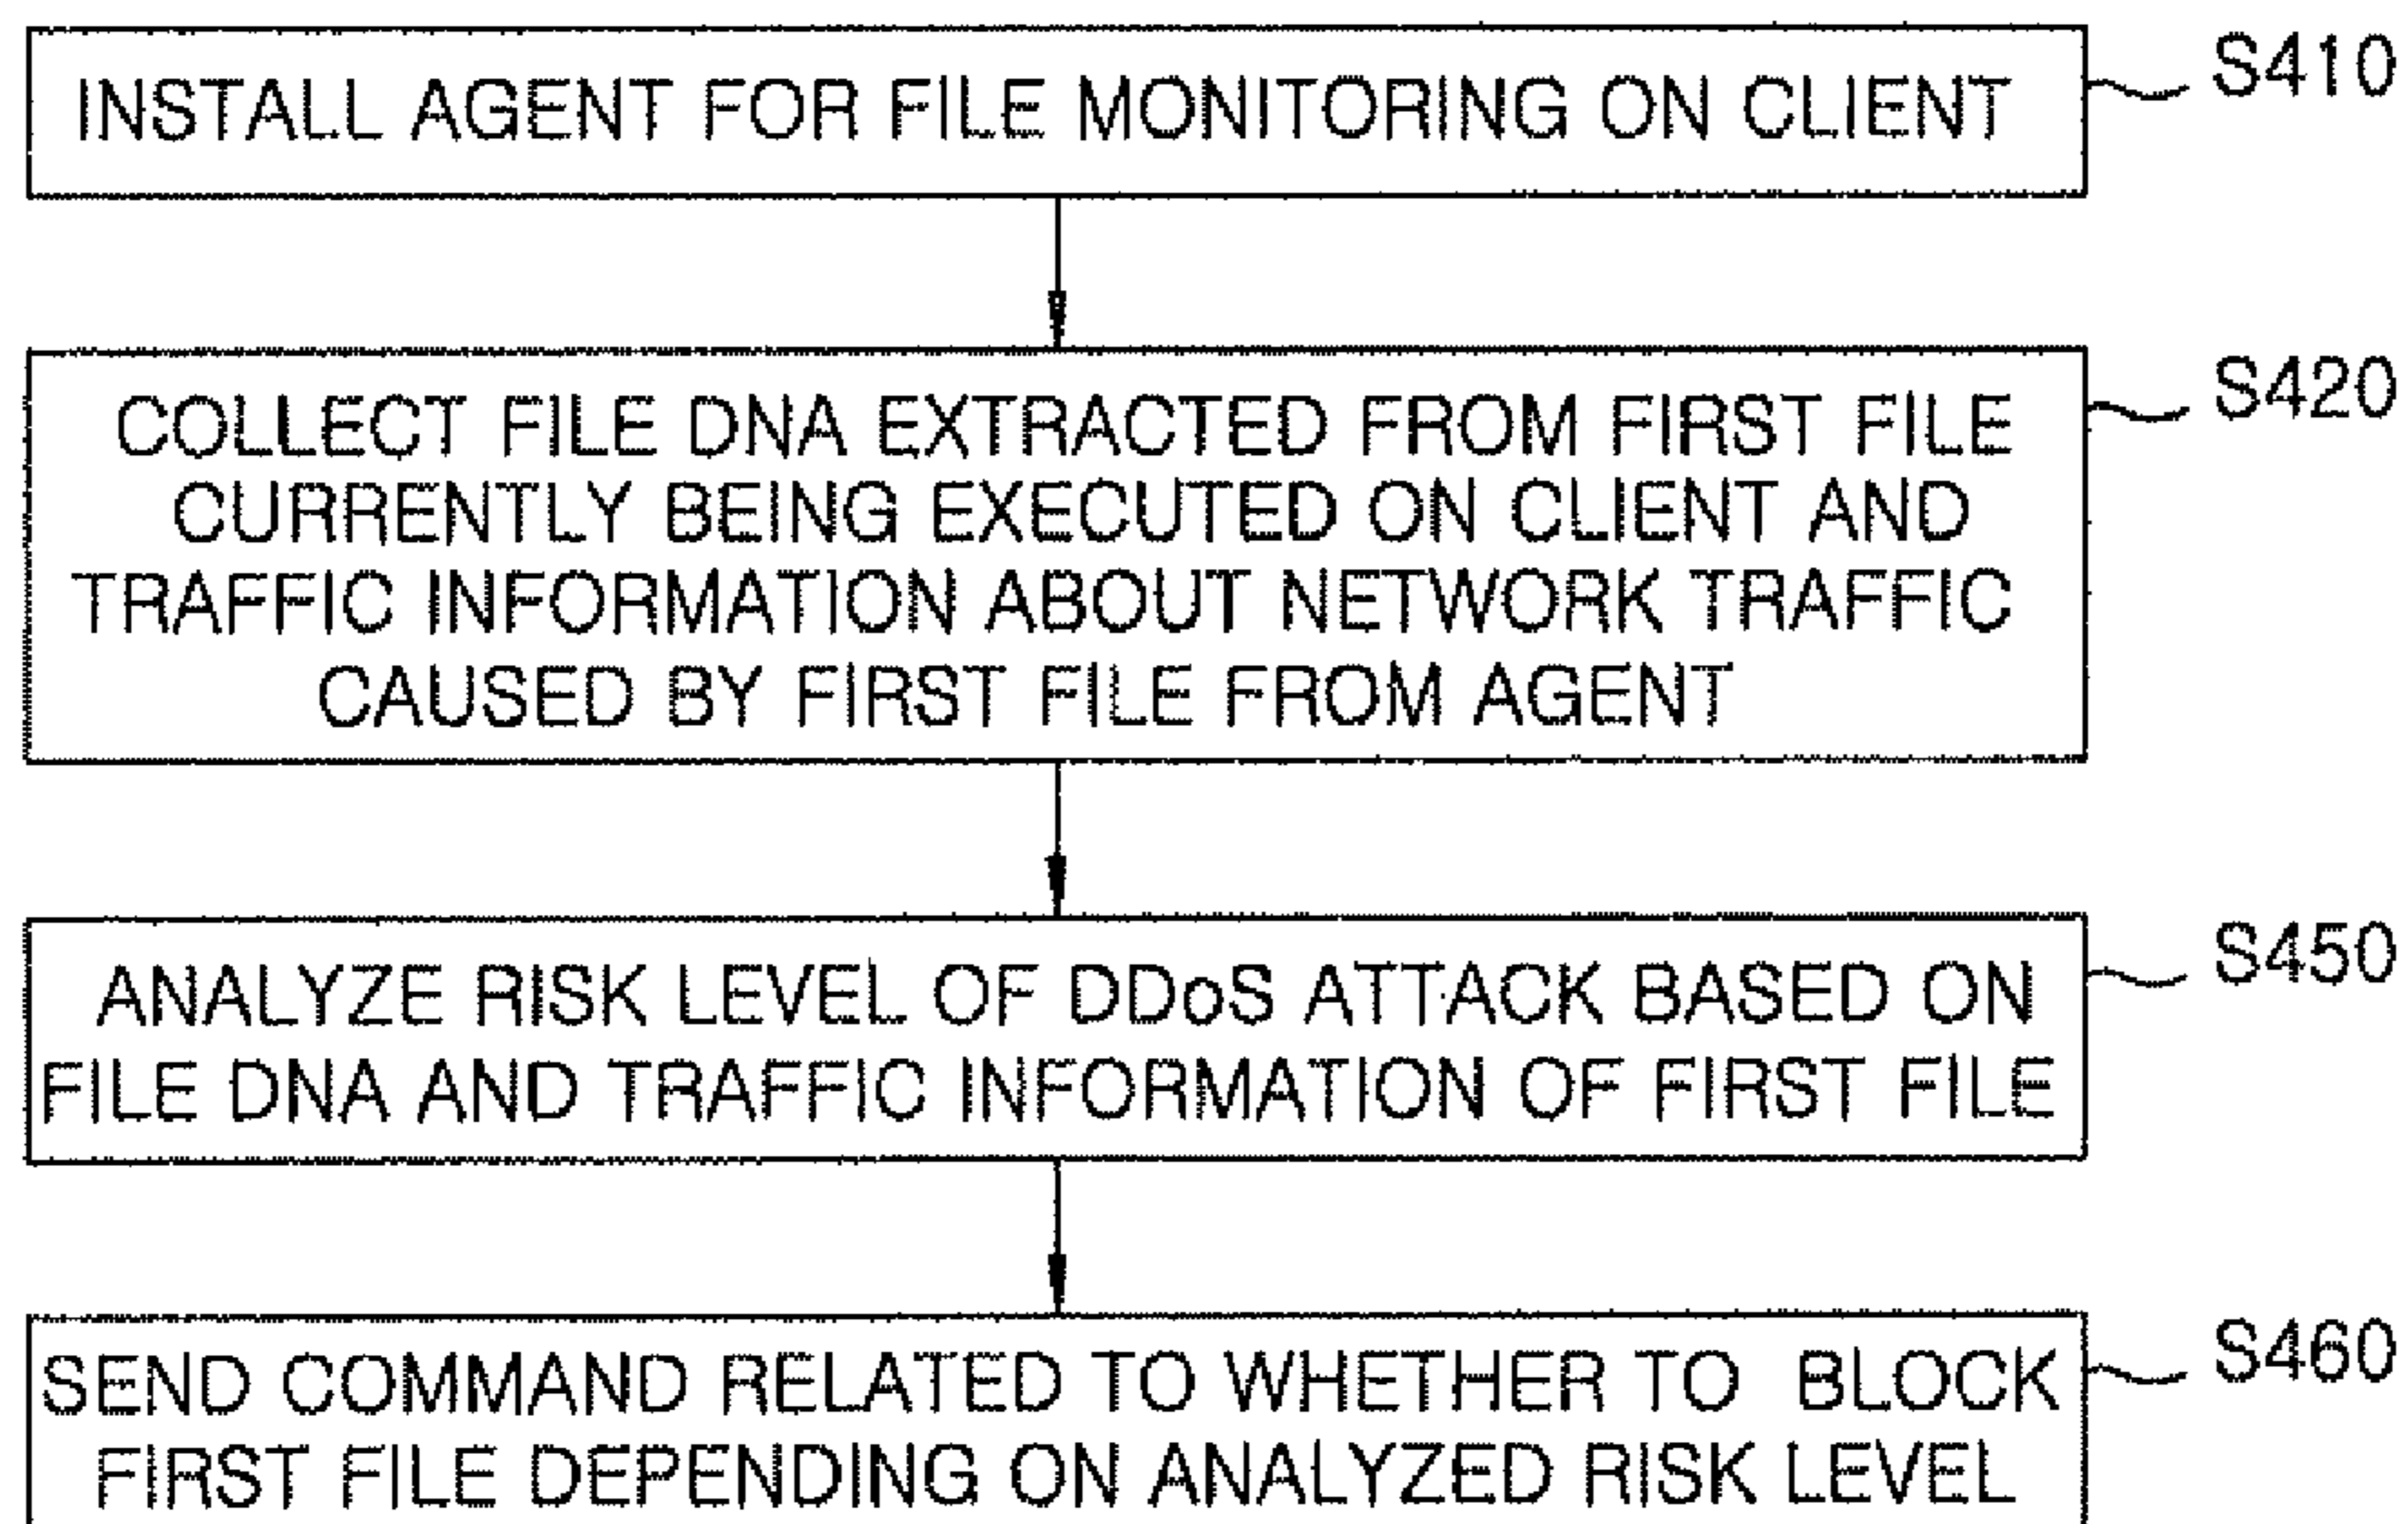 INSTALL AGENT FOR FILE MONITORING ON CLIENT
S410
COLLECT FILE DNA EXTRACTED FROM FIRST FILE
CURRENTLY BEING EXECUTED ON CLIENT AND
TRAFFIC INFORMATION ABOUT NETWORK TRAFFIC
CAUSED BY FIRST FILE FROM AGENT
S420
ANALYZE RISK LEVEL OF DDoS ATTACK BASED ON
FILE DNA AND TRAFFIC INFORMATION OF FIRST FILE
S450
SEND COMMAND RELATED TO WHETHER TO BLOCK
FIRST FILE DEPENDING ON ANALYZED RISK LEVEL
S460